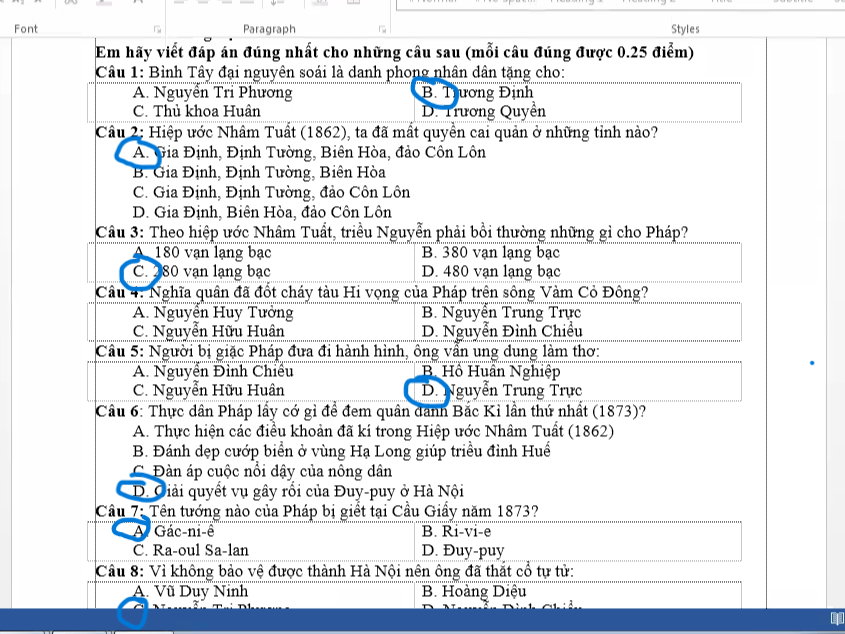 Font
Paragraph
Styles
Em hãy viết đáp án đúng nhất cho những câu sau (mỗi câu đúng được 0.25 điểm)
Câu 1: Bình Tây đại nguyên soái là danh phong nhân dân tặng cho:
A. Nguyễn Tri Phương B. Trương Định
C. Thủ khoa Huân D. Trương Quyền
Câu 2: Hiệp ước Nhâm Tuất (1862), ta đã mất quyền cai quản ở những tỉnh nào?
A. Gia Định, Định Tường, Biên Hòa, đảo Côn Lôn
B. Gia Định, Định Tường, Biên Hòa
C. Gia Định, Định Tường, đảo Côn Lôn
D. Gia Định, Biên Hòa, đảo Côn Lôn
Câu 3: Theo hiệp ước Nhâm Tuất, triều Nguyễn phải bồi thường những gì cho Pháp?
A. 180 vạn lạng bạc B. 380 vạn lạng bạc
C. 280 vạn lạng bạc D. 480 vạn lạng bạc
Câu 4: Nghĩa quân đã đốt cháy tàu Hi vọng của Pháp trên sông Vàm Cỏ Đông?
A. Nguyễn Huy Tưởng B. Nguyễn Trung Trực
C. Nguyễn Hữu Huân D. Nguyễn Đình Chiểu
Câu 5: Người bị giặc Pháp đưa đi hành hình, ông vẫn ung dung làm thơ:
A. Nguyễn Đình Chiểu B. Hồ Huân Nghiệp
C. Nguyễn Hữu Huân D. Nguyễn Trung Trực
Câu 6: Thực dân Pháp lấy cớ gì để đem quân đánh Bắc Kì lần thứ nhất (1873)?
A. Thực hiện các điều khoản đã kí trong Hiệp ước Nhâm Tuất (1862)
B. Đánh dẹp cướp biển ở vùng Hạ Long giúp triều đình Huế
C. Đàn áp cuộc nổi dậy của nông dân
D. Giải quyết vụ gây rối của Đuy-puy ở Hà Nội
Câu 7: Tên tướng nào của Pháp bị giết tại Cầu Giấy năm 1873?
A. Gác-ni-ê B. Ri-vi-e
C. Ra-oul Sa-lan D. Đuy-puy
Câu 8: Vì không bảo vệ được thành Hà Nội nên ông đã thắt cổ tự tử:
A. Vũ Duy Ninh B. Hoàng Diệu
C. Nguyễn Tri Phương D. Nguyễn Đình Chiểu